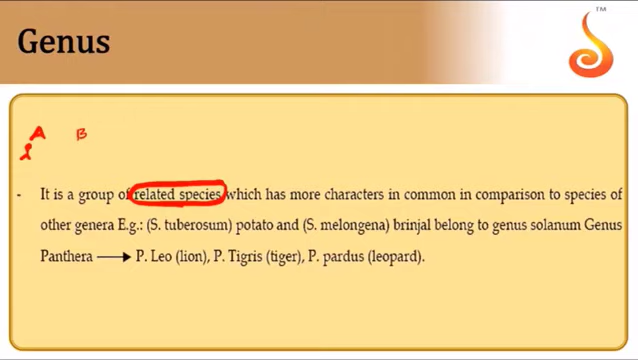 Genus
TM
A B
- It is a group of related species which has more characters in common in comparison to species of
other genera E.g.: (S. tuberosum) potato and (S. melongena) brinjal belong to genus solanum Genus
Panthera → P. Leo (lion), P. Tigris (tiger), P. pardus (leopard).